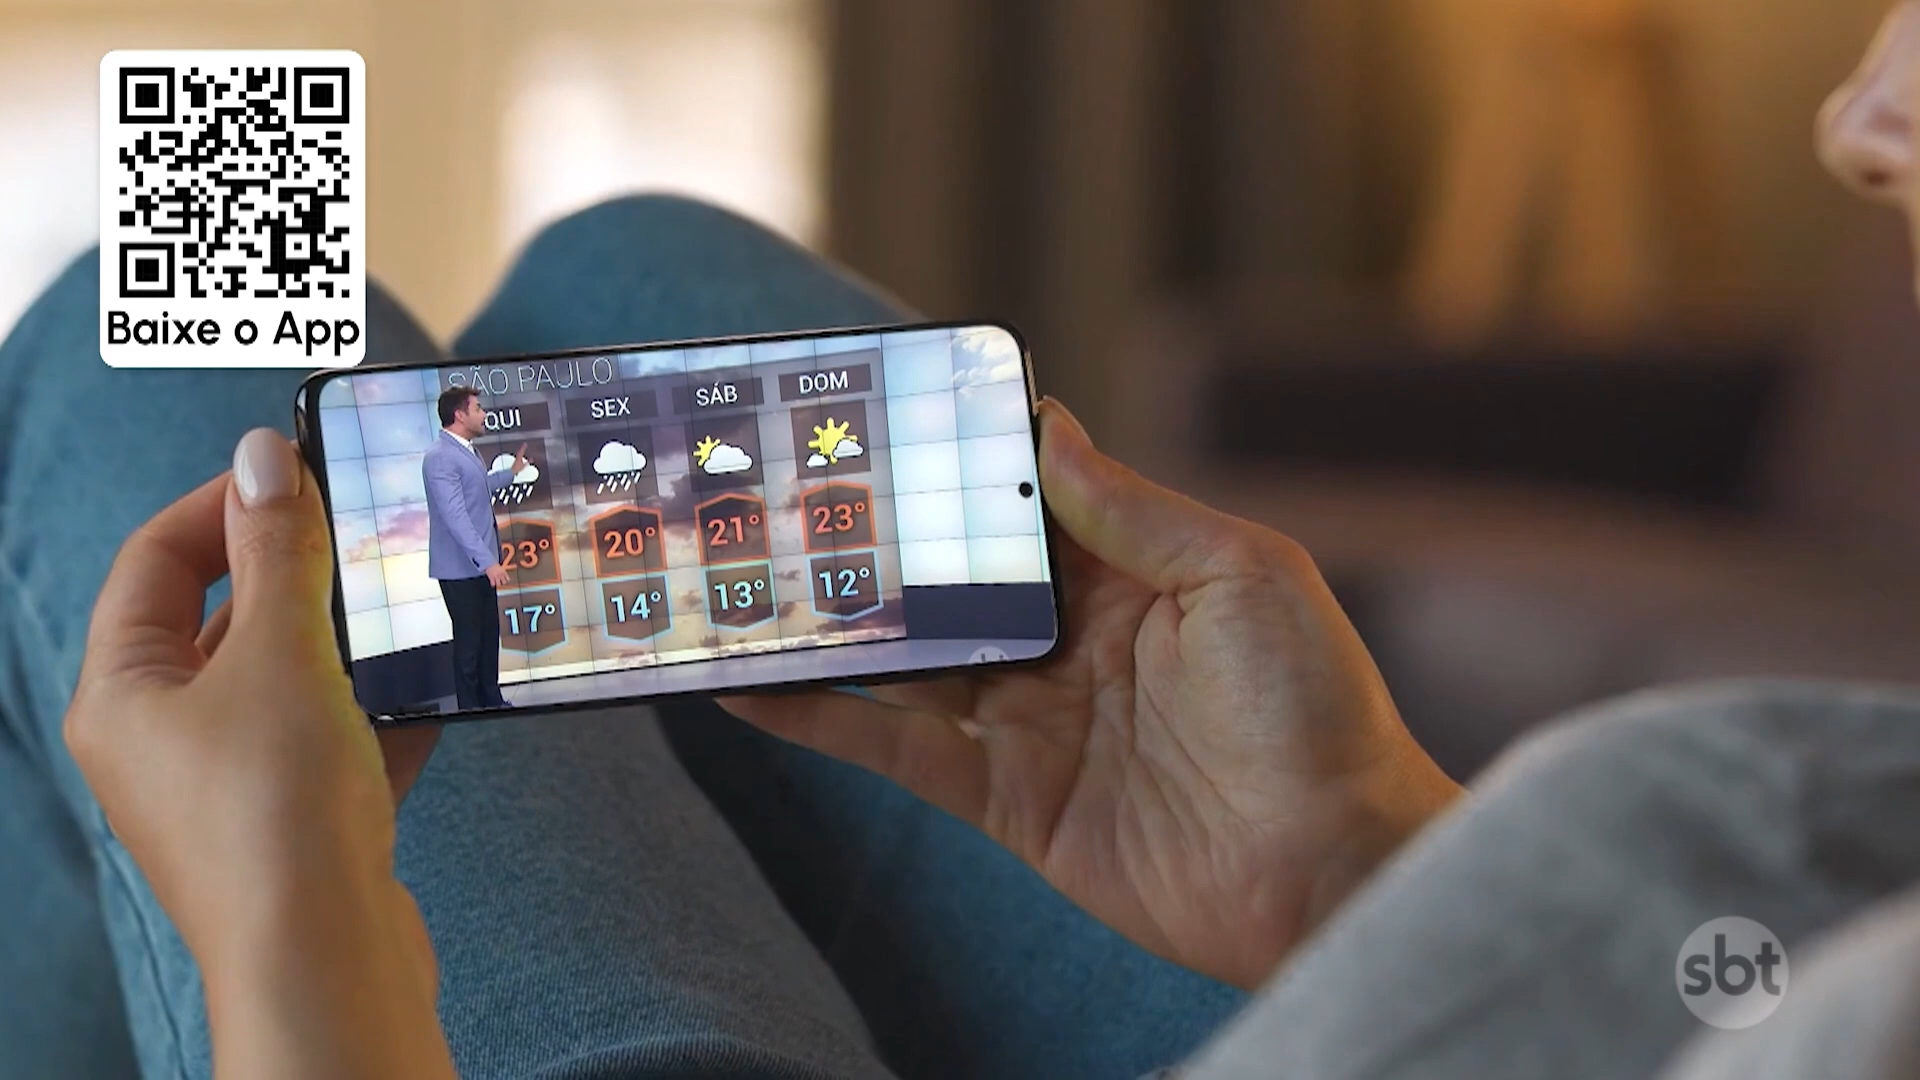 Baixe o App
SÃO PAULO
QUI
SEX
SÁB
DOM
23° 20° 21° 23°
17° 14° 13° 12°
sbt